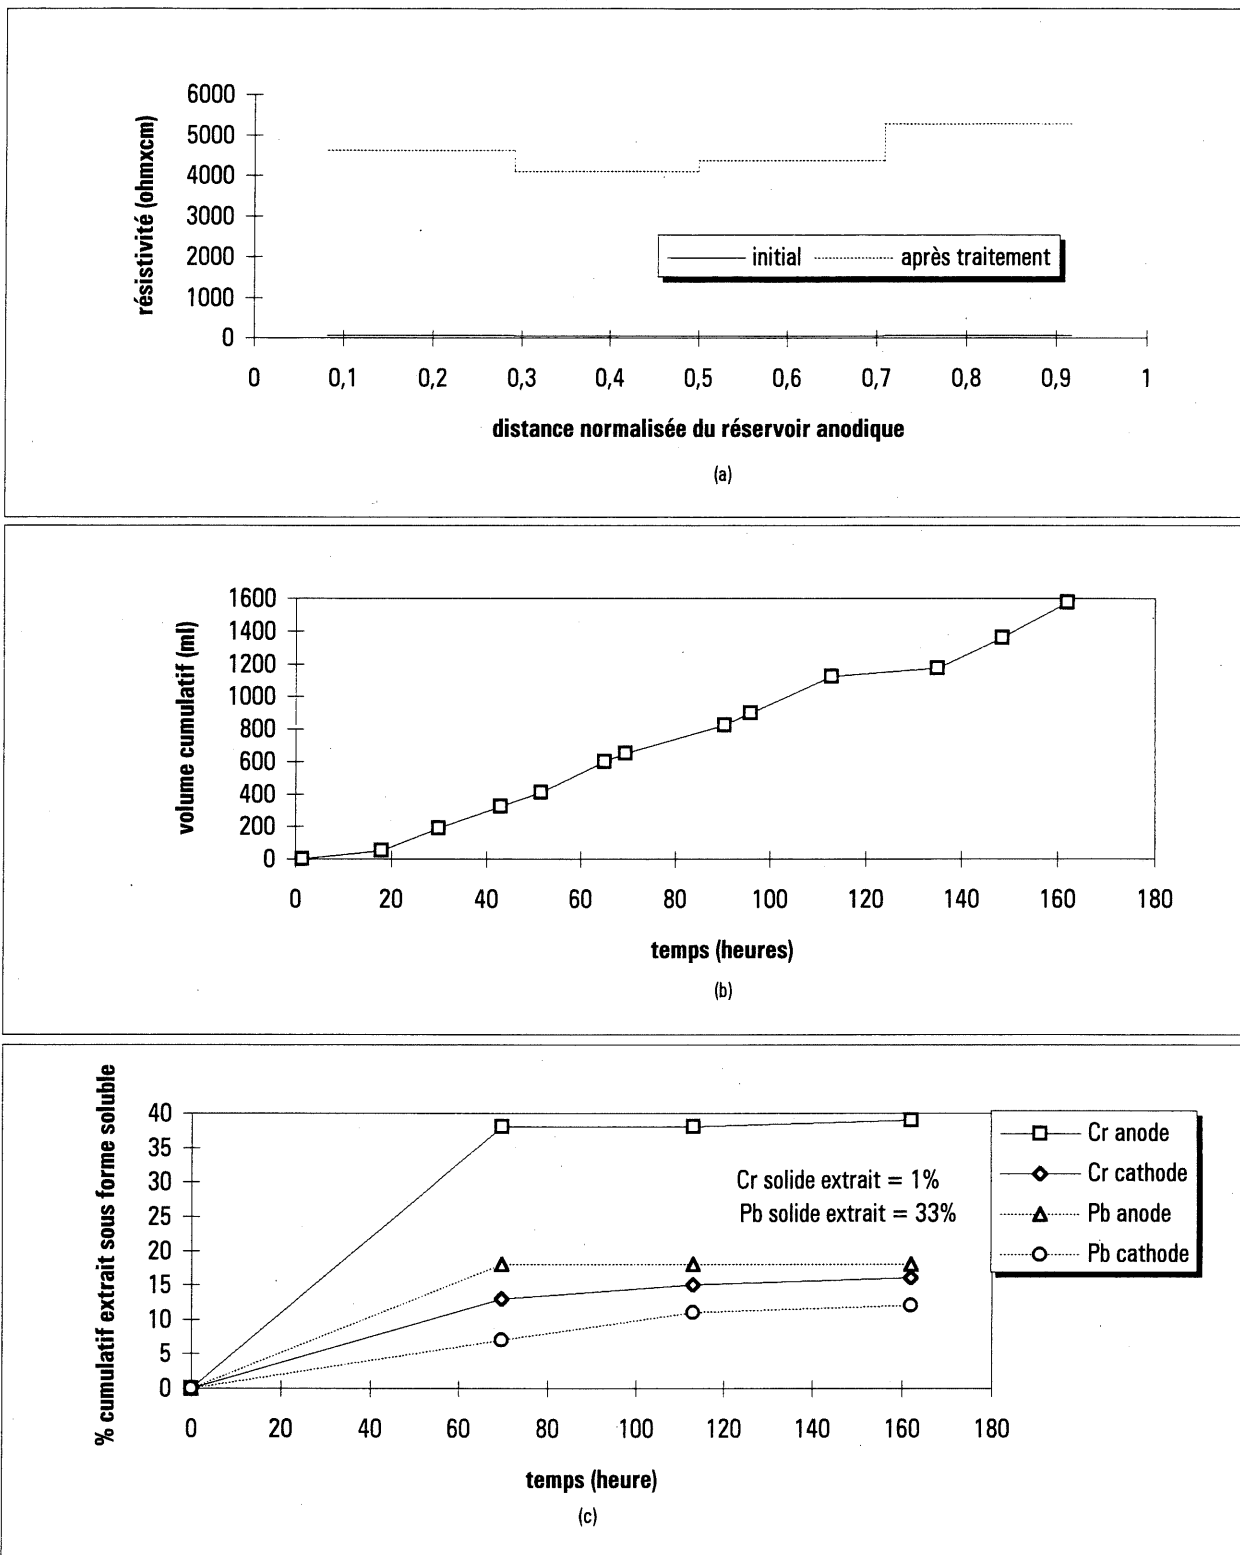 résistivité (ohmxcm)
6000
5000
4000
3000
2000
1000
0
initial
après traitement
0 0,1 0,2 0,3 0,4 0,5 0,6 0,7 0,8 0,9 1
distance normalisée du réservoir anodique
(a)
volume cumulatif (ml)
1600
1400
1200
1000
800
600
400
200
0
0 20 40 60 80 100 120 140 160 180
temps (heures)
(b)
% cumulatif extrait sous forme soluble
40
35
30
25
20
15
10
5
0
Cr solide extrait = 1%
Pb solide extrait = 33%
Cr anode
Cr cathode
Pb anode
Pb cathode
0 20 40 60 80 100 120 140 160 180
temps (heure)
(c)